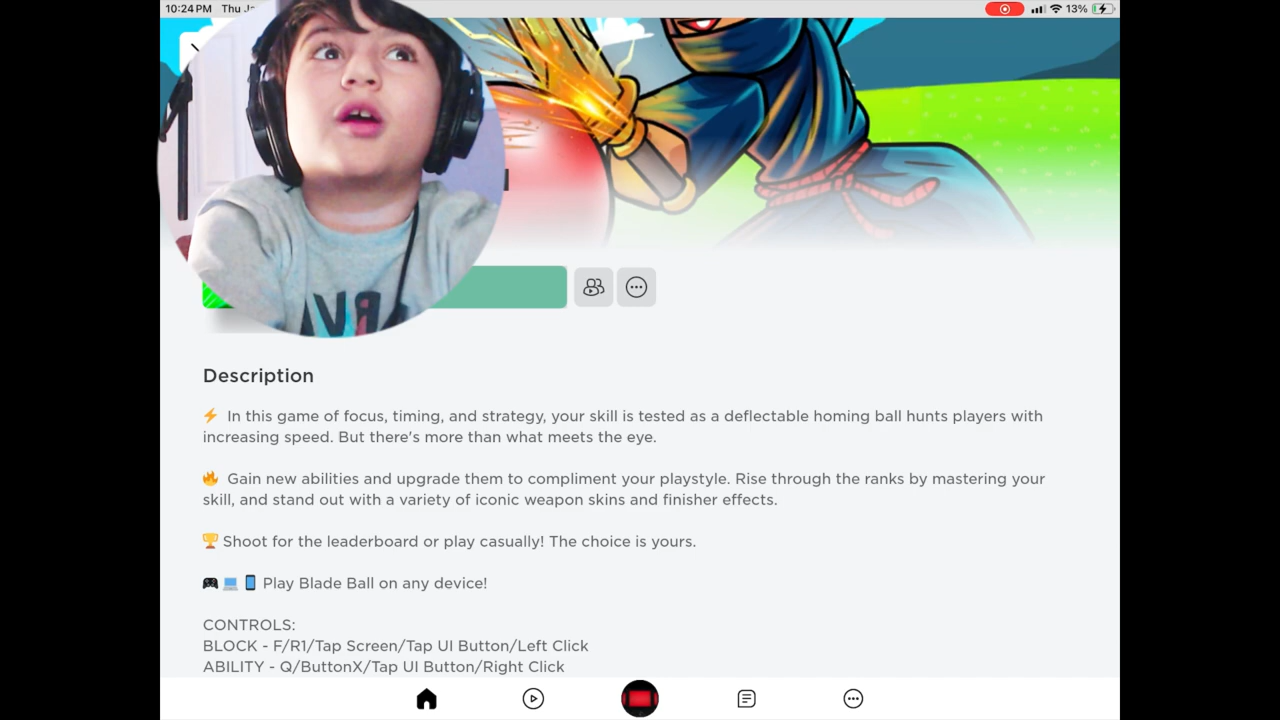 10:24 PM Thu
13%
Description
⚡ In this game of focus, timing, and strategy, your skill is tested as a deflectable homing ball hunts players with
increasing speed. But there's more than what meets the eye.
🔥 Gain new abilities and upgrade them to compliment your playstyle. Rise through the ranks by mastering your
skill, and stand out with a variety of iconic weapon skins and finisher effects.
🏆 Shoot for the leaderboard or play casually! The choice is yours.
🎮 💻 📱 Play Blade Ball on any device!
CONTROLS:
BLOCK - F/R1/Tap Screen/Tap UI Button/Left Click
ABILITY - Q/ButtonX/Tap UI Button/Right Click